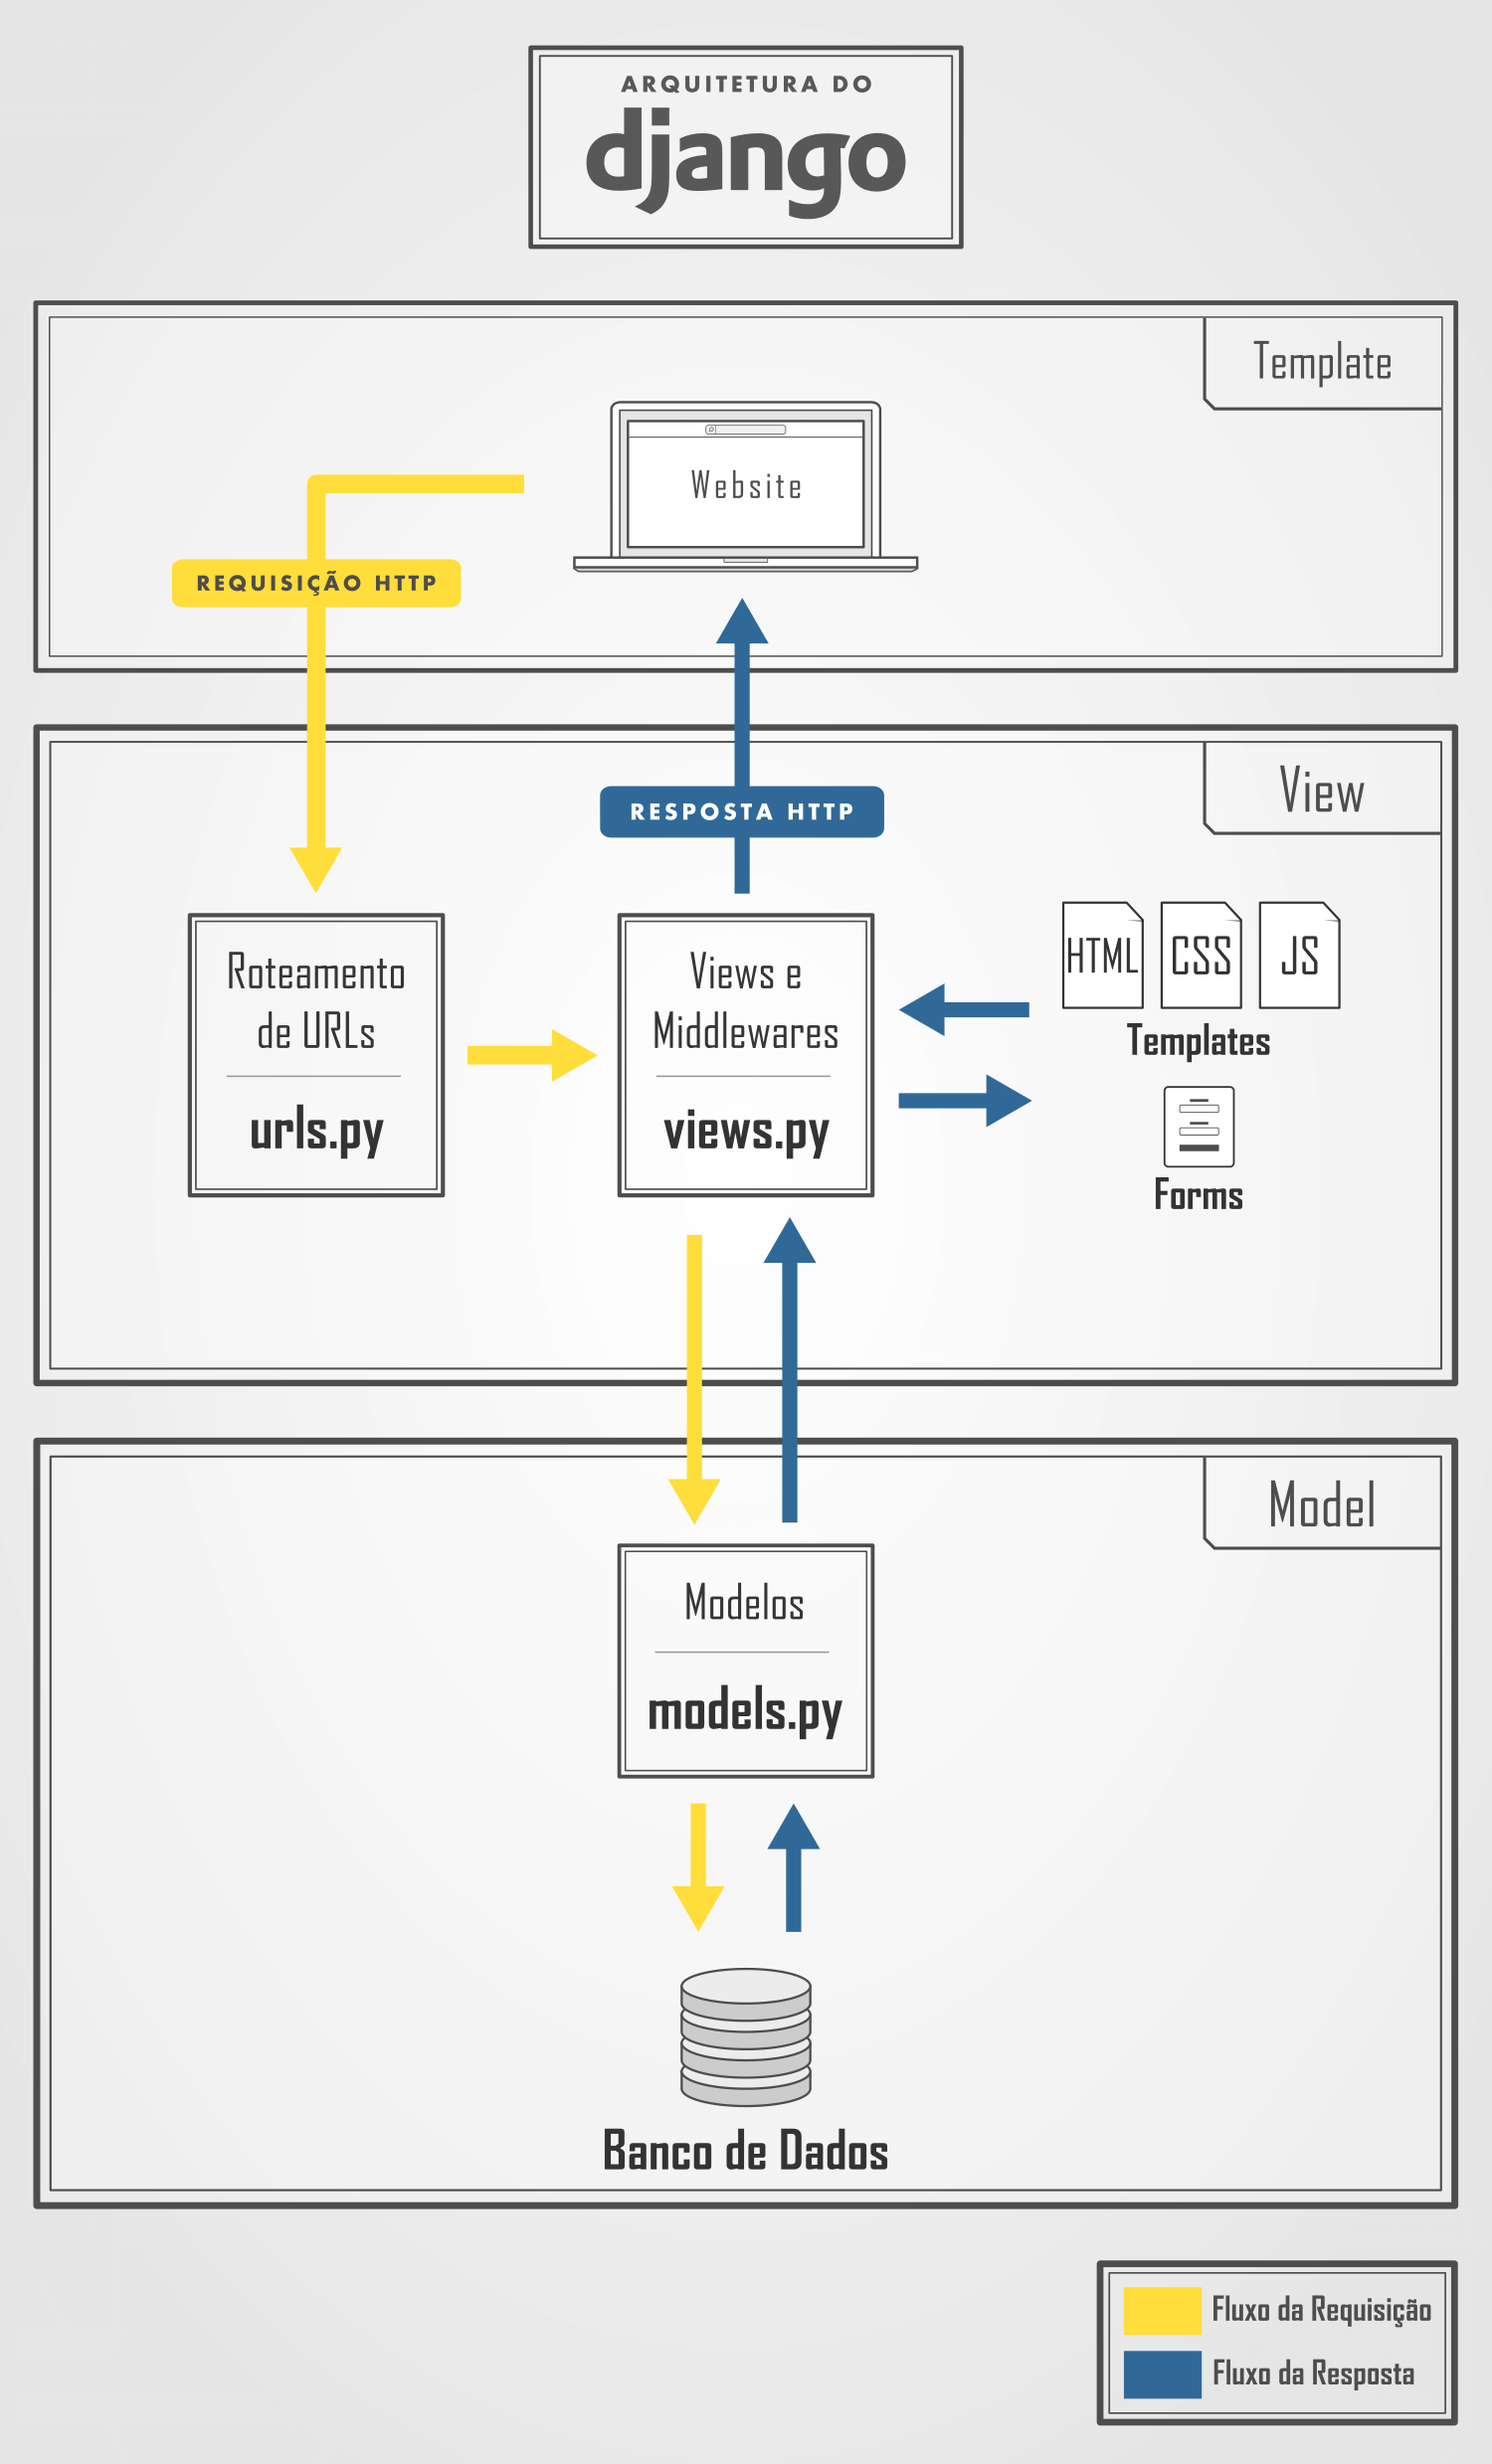 ARQUITETURA DO
django
Template
Website
REQUISIÇÃO HTTP
View
RESPOSTA HTTP
Roteamento
de URLs
urls.py
Views e
Middlewares
views.py
HTML CSS JS
Templates
Forms
Model
Modelos
models.py
Banco de Dados
Fluxo da Requisição
Fluxo da Resposta